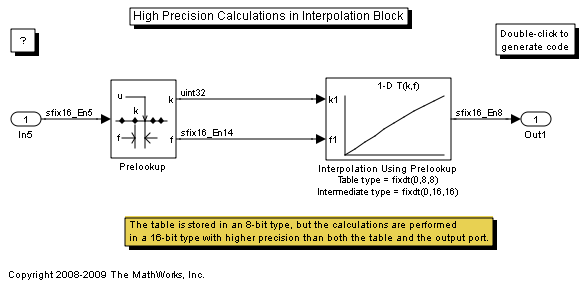 High Precision Calculations in Interpolation Block
?
Double-click to
generate code
1
In5
sfix16_En5
u
k
f
k
f
Prelookup
uint32
sfix16_En14
1-D T(k,f)
k1
f1
Interpolation Using Prelookup
Table type = fixdt(0,8,8)
Intermediate type = fixdt(0,16,16)
sfix16_En8
1
Out1
The table is stored in an 8-bit type, but the calculations are performed
in a 16-bit type with higher precision than both the table and the output port.
Copyright 2008-2009 The MathWorks, Inc.